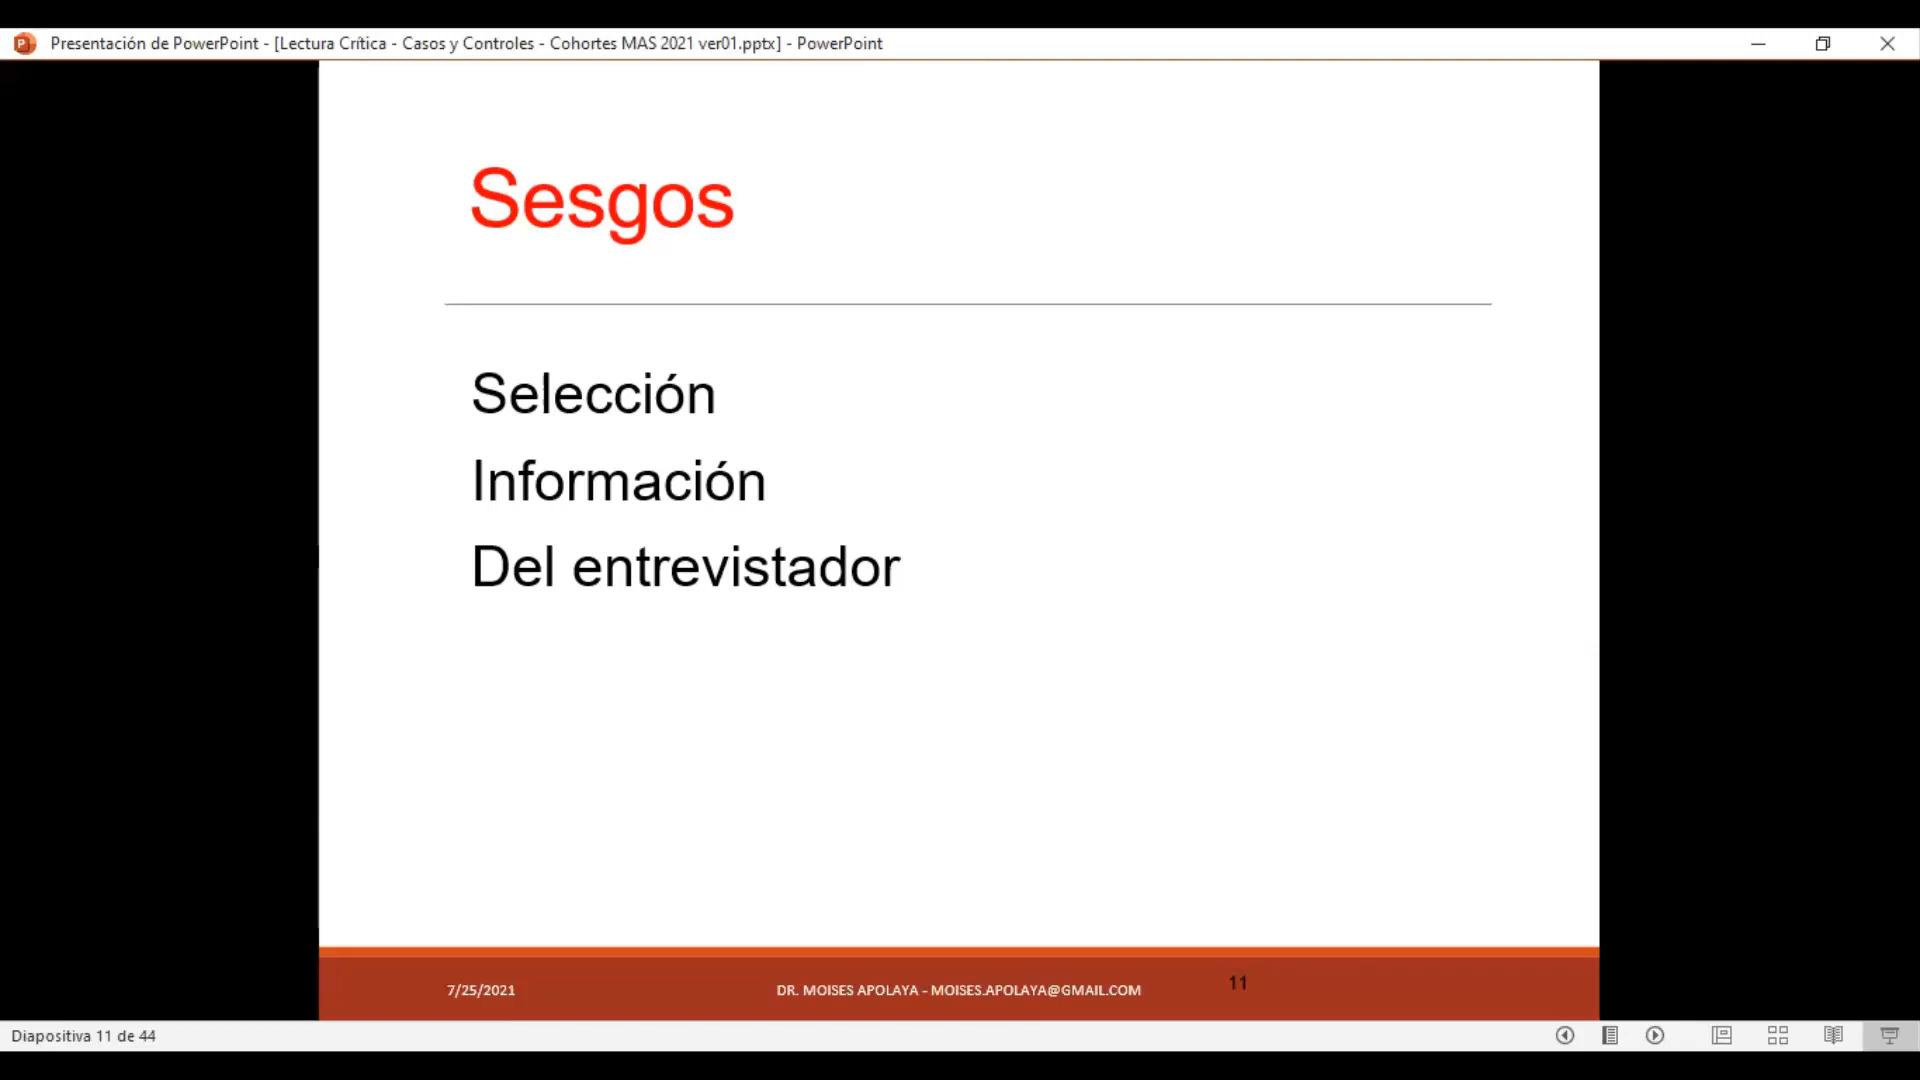 Presentación de PowerPoint - [Lectura Crítica - Casos y Controles - Cohortes MAS 2021 ver01.pptx] - PowerPoint
Sesgos
Selección
Información
Del entrevistador
7/25/2021 DR. MOISES APOLAYA - MOISES.APOLAYA@GMAIL.COM 11
Diapositiva 11 de 44